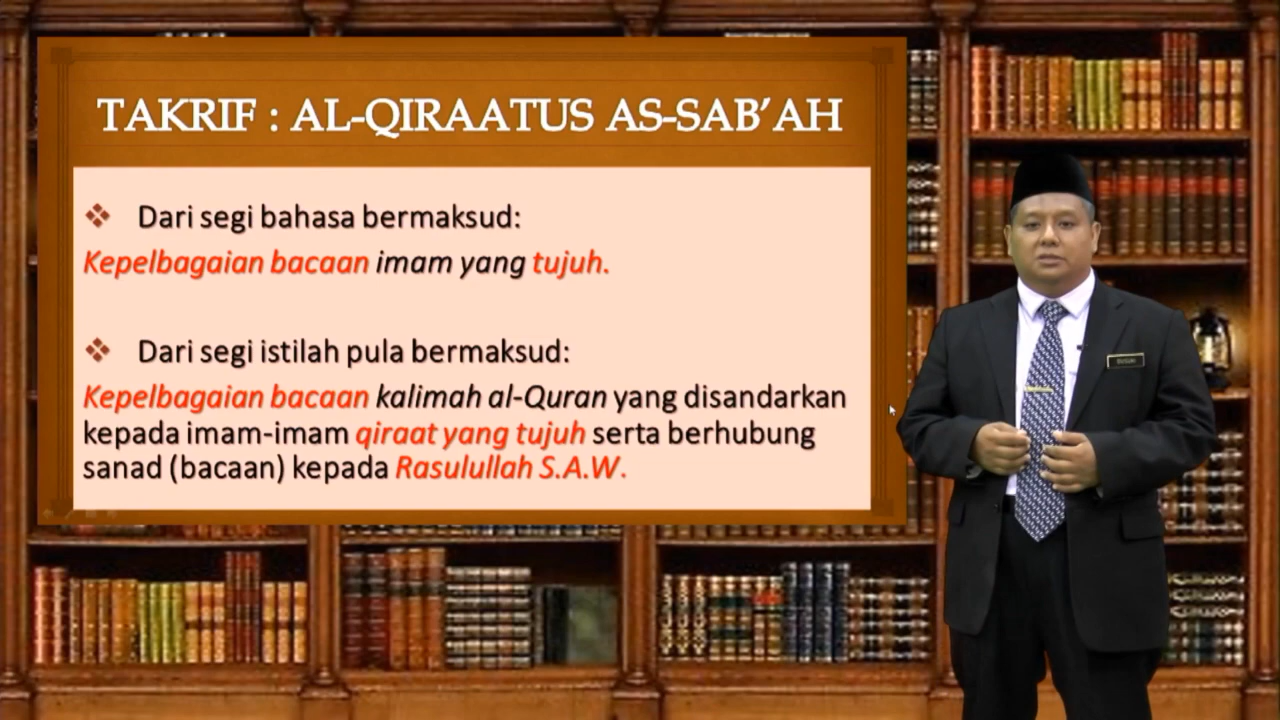 TAKRIF : AL-QIRAATUS AS-SAB’AH
Dari segi bahasa bermaksud:
Kepelbagaian bacaan imam yang tujuh.
Dari segi istilah pula bermaksud:
Kepelbagaian bacaan kalimah al-Quran yang disandarkan
kepada imam-imam qiraat yang tujuh serta berhubung
sanad (bacaan) kepada Rasulullah S.A.W.